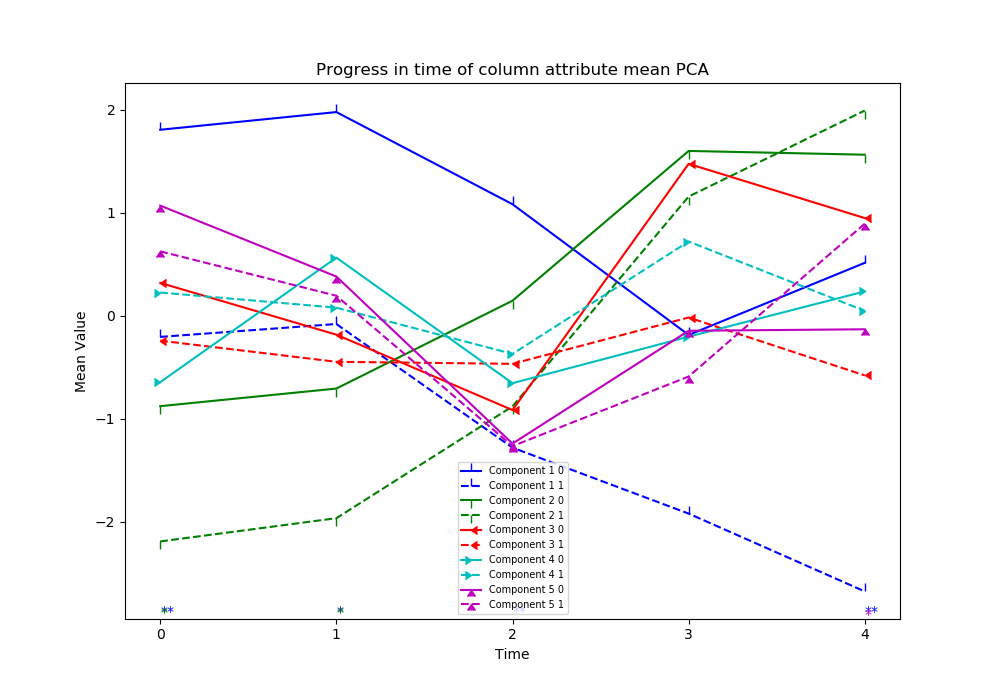 Progress in time of column attribute mean PCA
Mean Value
2
1
0
−1
−2
Component 1 0
Component 1 1
Component 2 0
Component 2 1
Component 3 0
Component 3 1
Component 4 0
Component 4 1
Component 5 0
Component 5 1
** * ** **
0 1 2 3 4
Time